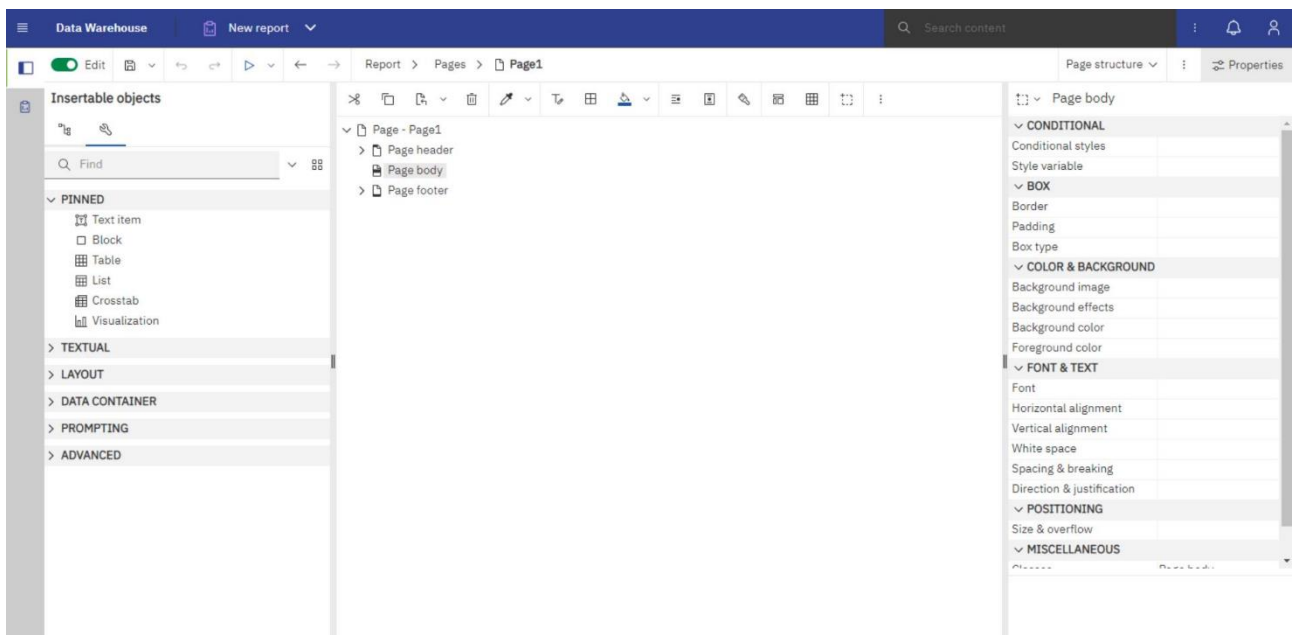 Data Warehouse
New report
Search content
Edit
Report > Pages > Page1
Page structure
Properties
Insertable objects
Find
PINNED
Text item
Block
Table
List
Crosstab
Visualization
TEXTUAL
LAYOUT
DATA CONTAINER
PROMPTING
ADVANCED
Page - Page1
Page header
Page body
Page footer
Page body
CONDITIONAL
Conditional styles
Style variable
BOX
Border
Padding
Box type
COLOR & BACKGROUND
Background image
Background effects
Background color
Foreground color
FONT & TEXT
Font
Horizontal alignment
Vertical alignment
White space
Spacing & breaking
Direction & justification
POSITIONING
Size & overflow
MISCELLANEOUS